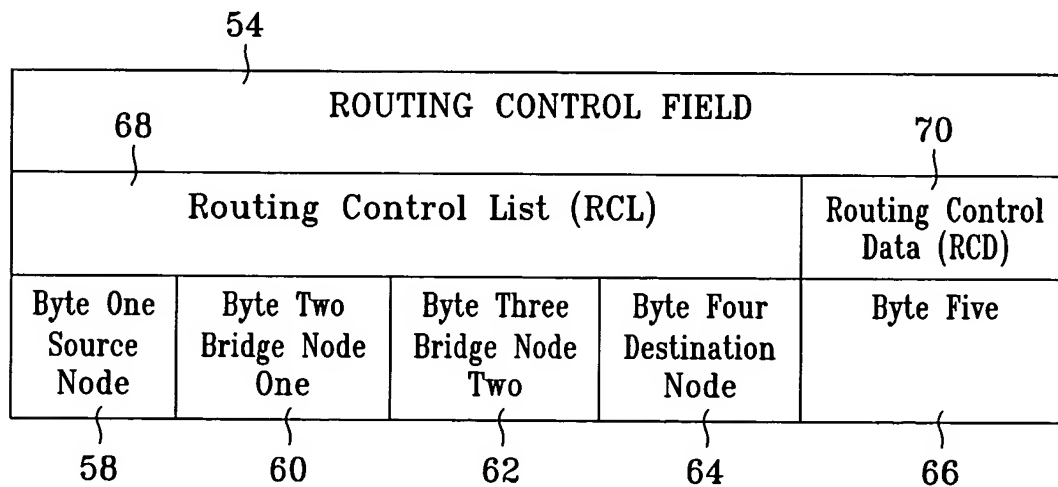 54
ROUTING CONTROL FIELD
68
70
Routing Control List (RCL)
Routing Control
Data (RCD)
Byte One
Source
Node
Byte Two
Bridge Node
One
Byte Three
Bridge Node
Two
Byte Four
Destination
Node
Byte Five
58
60
62
64
66